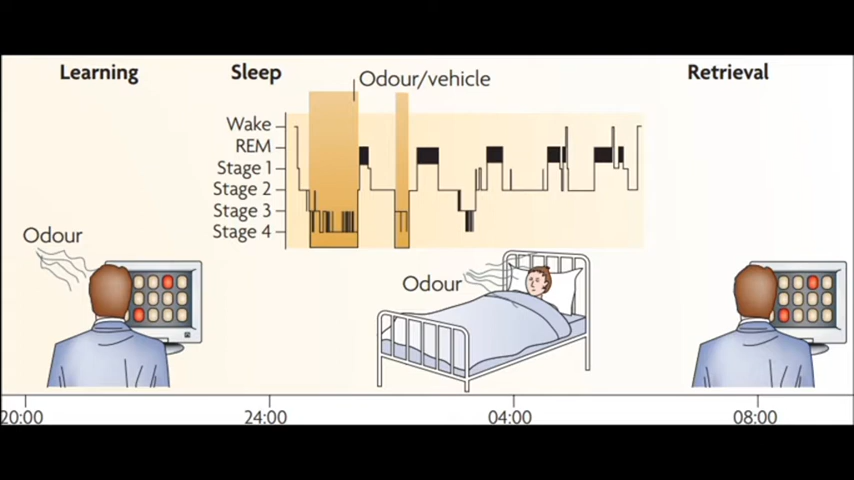 Learning
Sleep
Odour/vehicle
Retrieval
Wake
REM
Stage 1
Stage 2
Stage 3
Stage 4
Odour
Odour
20:00
24:00
04:00
08:00